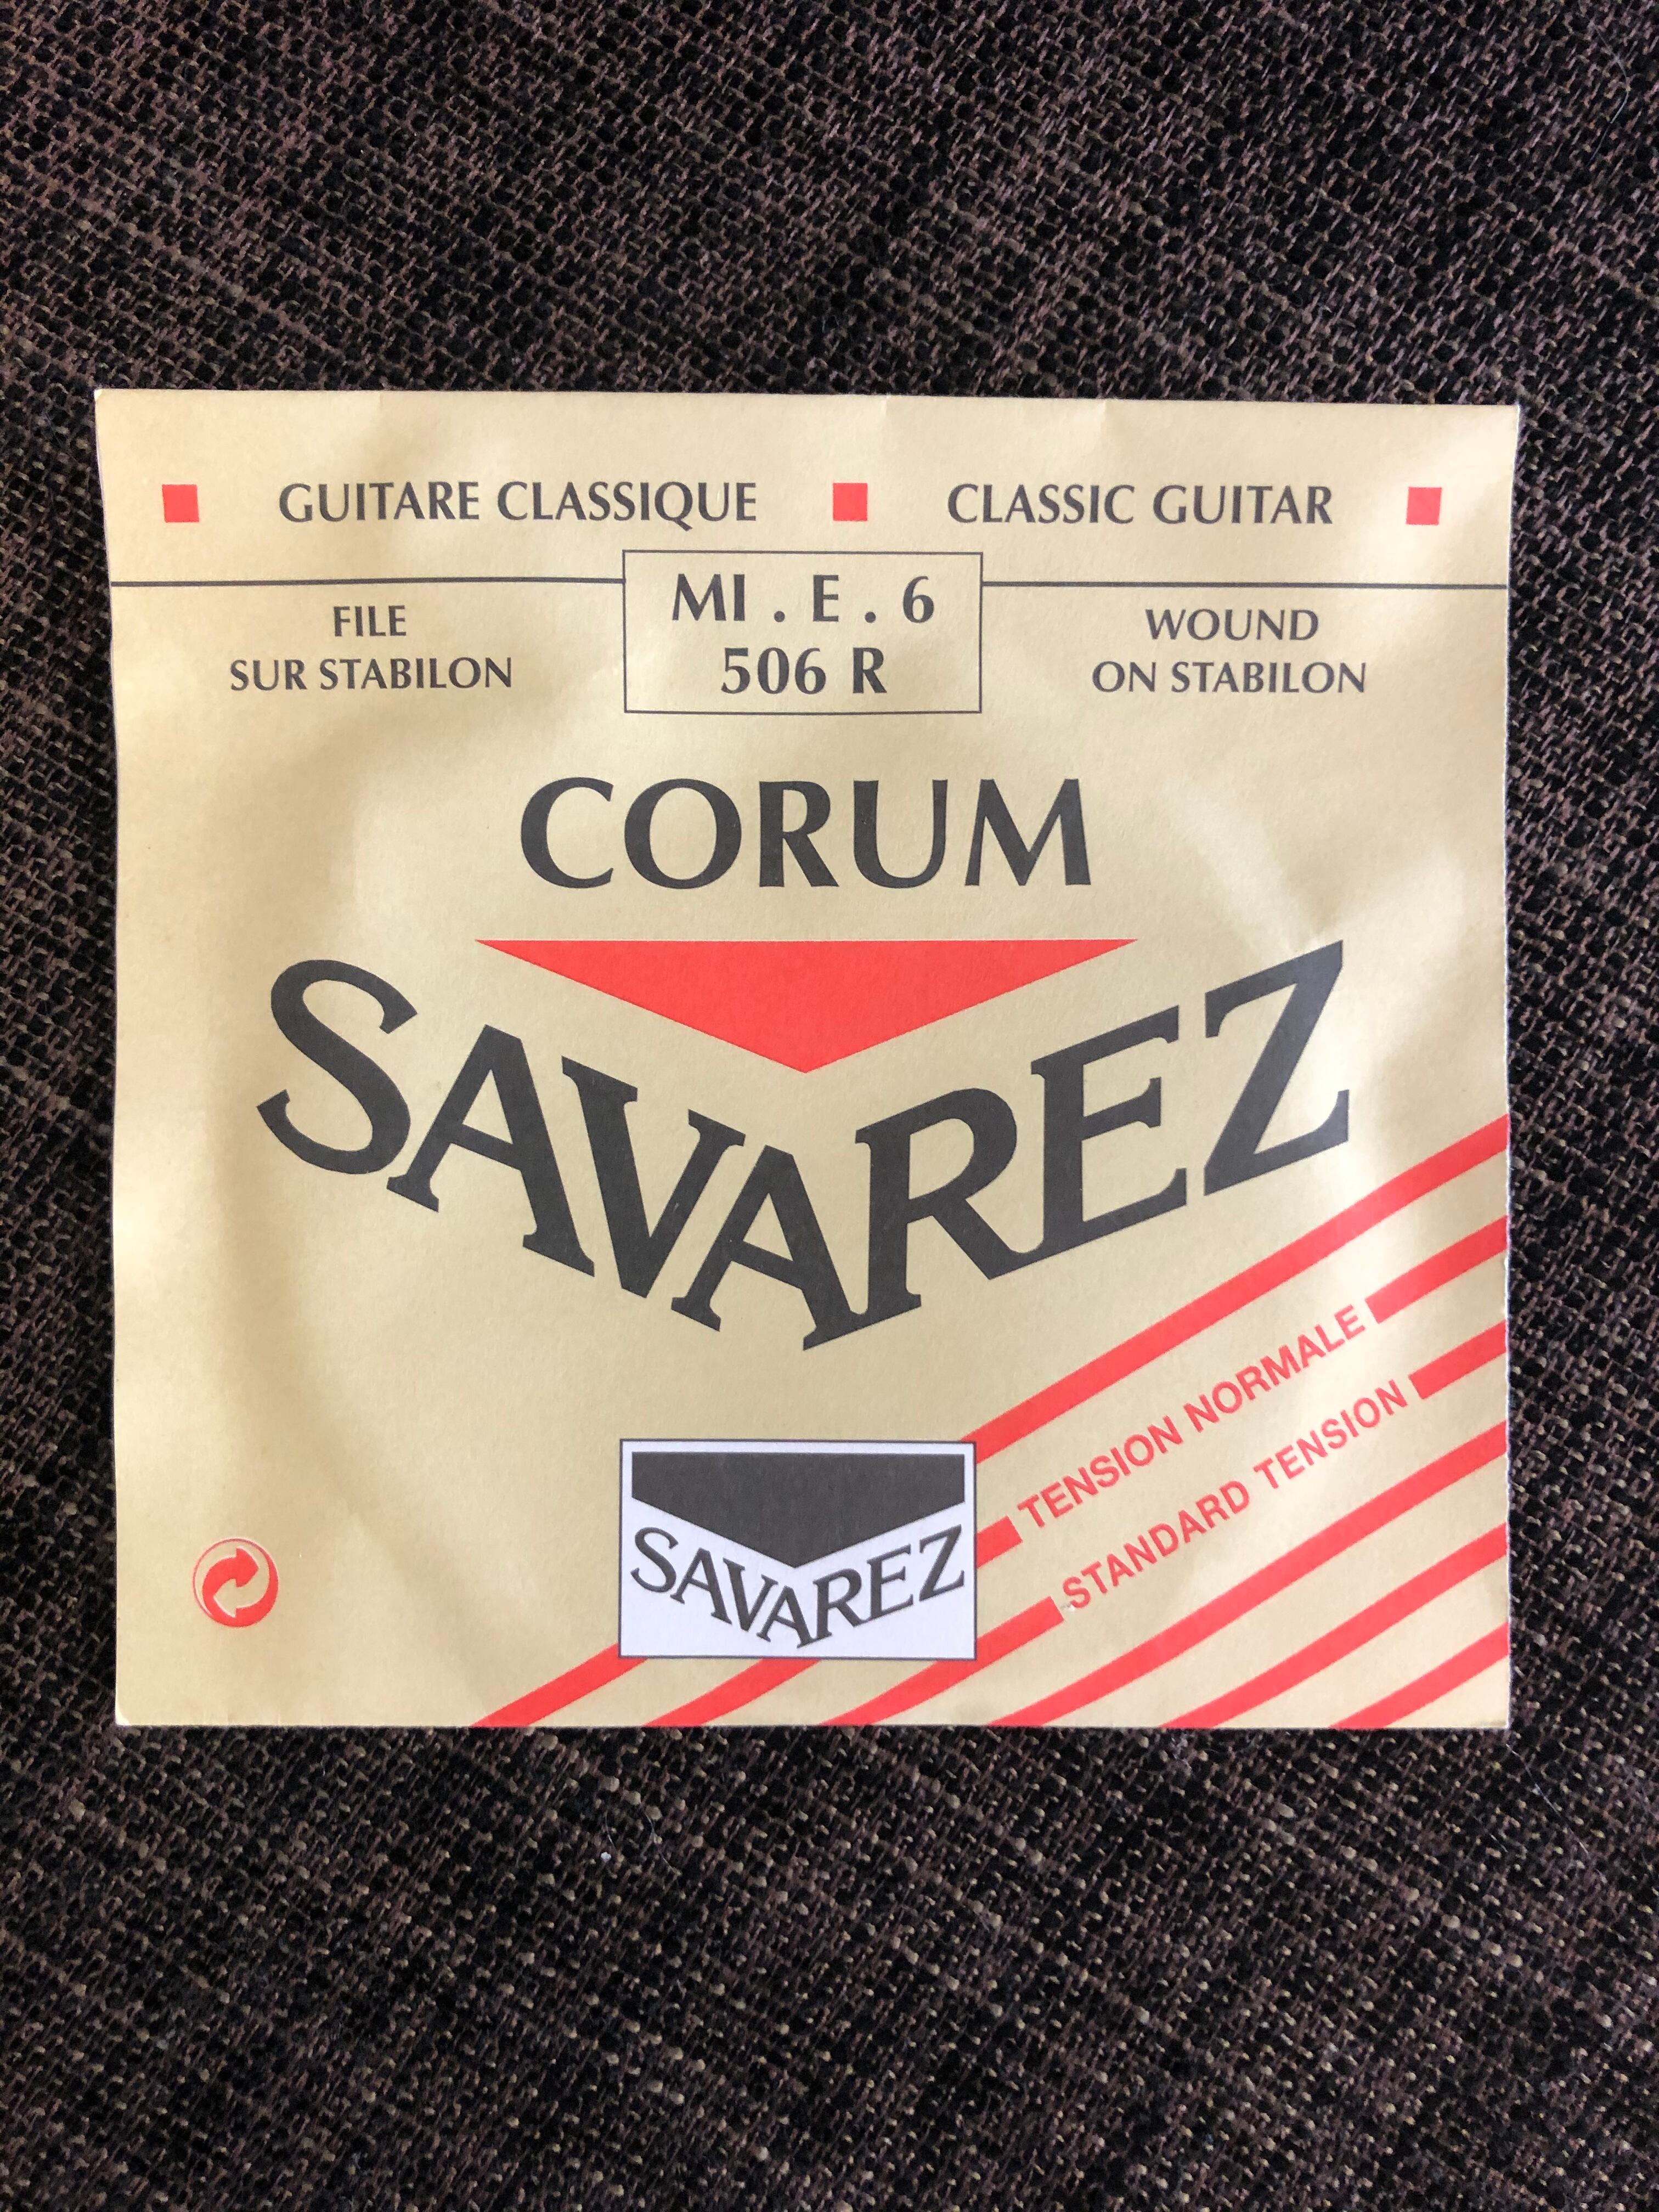 GUITARE CLASSIQUE CLASSIC GUITAR
MI . E . 6
506 R
FILE
SUR STABILON
WOUND
ON STABILON
CORUM
SAVAREZ
TENSION NORMALE
STANDARD TENSION
SAVAREZ